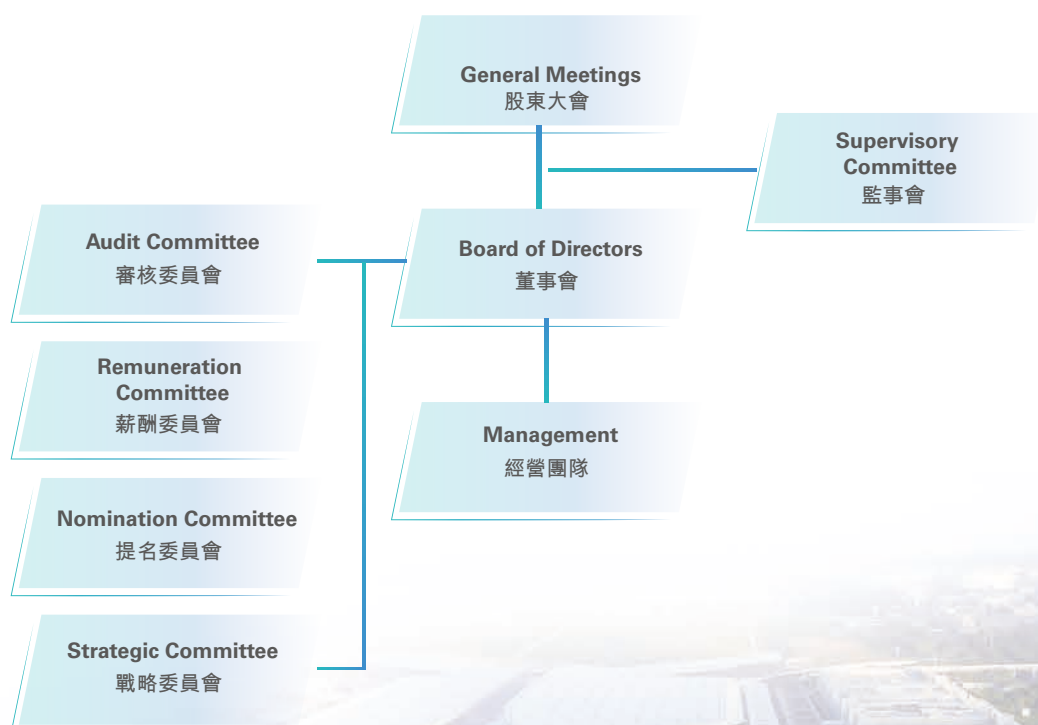 General Meetings
股東大會
Supervisory
Committee
監事會
Audit Committee
審核委員會
Board of Directors
董事會
Remuneration
Committee
薪酬委員會
Management
經營團隊
Nomination Committee
提名委員會
Strategic Committee
戰略委員會